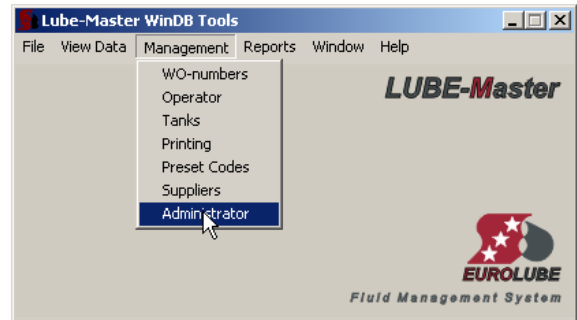 Lube-Master WinDB Tools
File View Data Management Reports Window Help
WO-numbers
Operator
Tanks
Printing
Preset Codes
Suppliers
Administrator
LUBE-Master
EUROLUBE
Fluid Management System